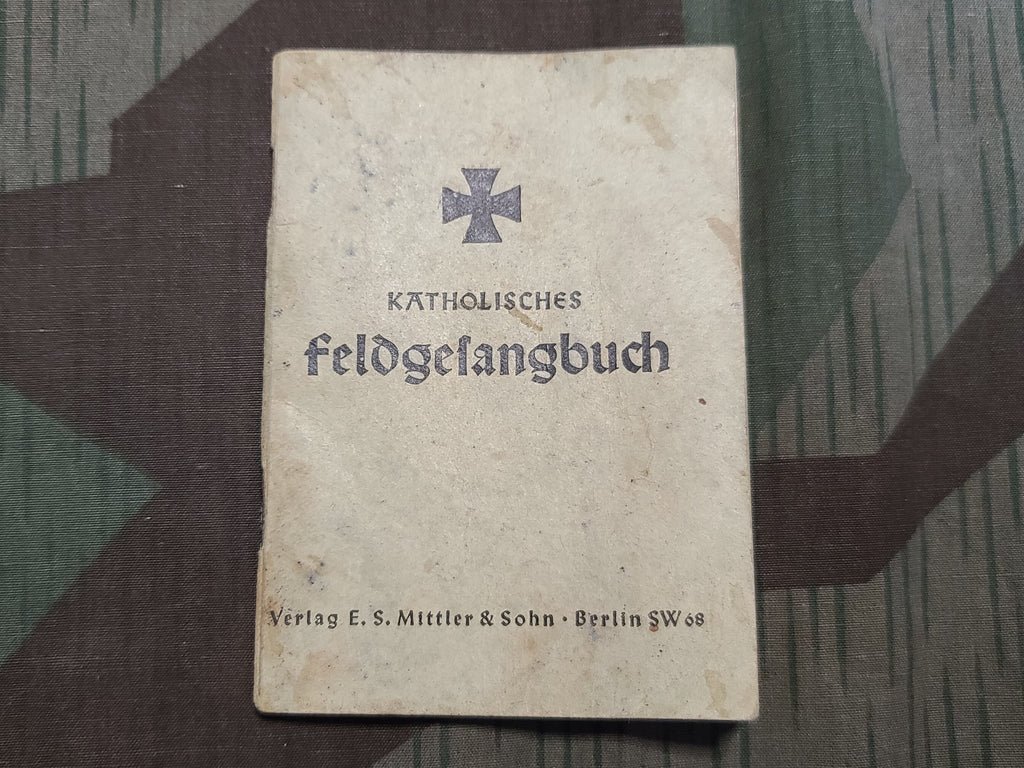 KATHOLISCHES
Feldgeſangbuch
Verlag E. S. Mittler & Sohn · Berlin SW 68